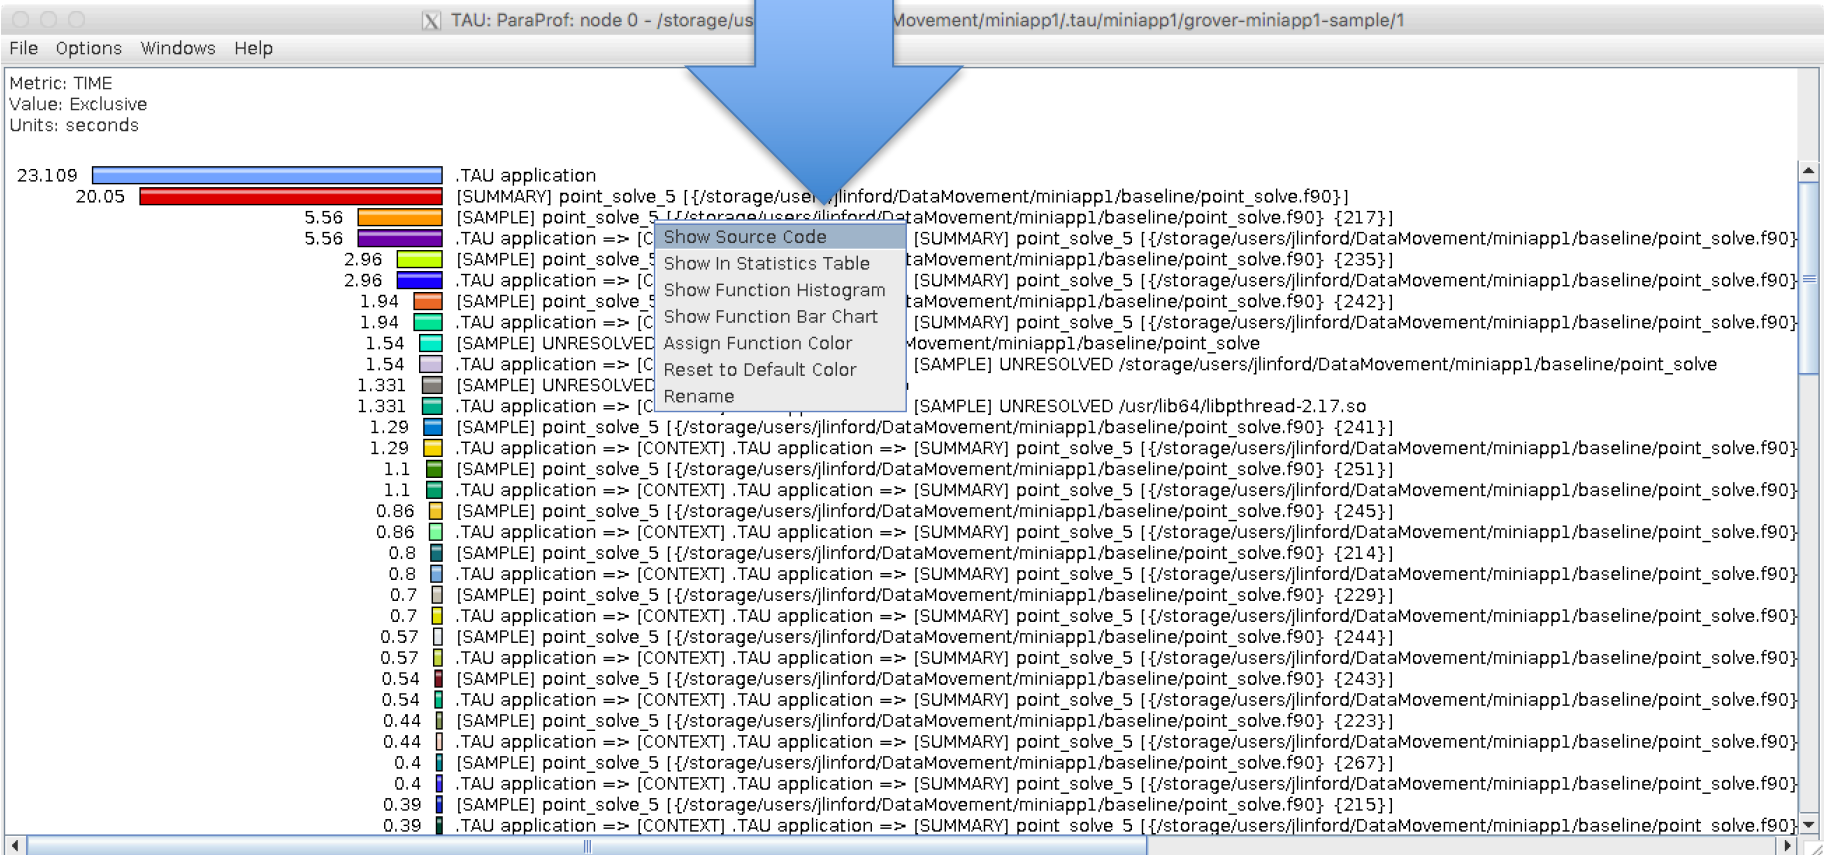 TAU: ParaProf: node 0 - /storage/us Movement/miniapp1/.tau/miniapp1/grover-miniapp1-sample/1
File Options Windows Help
Metric: TIME
Value: Exclusive
Units: seconds
23.109 .TAU application
20.05 [SUMMARY] point_solve_5 [{/storage/users/jlinford/DataMovement/miniapp1/baseline/point_solve.f90}]
5.56 [SAMPLE] point_solve_5 [{/storage/users/jlinford/DataMovement/miniapp1/baseline/point_solve.f90} {217}]
5.56 .TAU application => [C [SUMMARY] point_solve_5 [{/storage/users/jlinford/DataMovement/miniapp1/baseline/point_solve.f90}
2.96 [SAMPLE] point_solve_5 taMovement/miniapp1/baseline/point_solve.f90} {235}]
2.96 .TAU application => [C [SUMMARY] point_solve_5 [{/storage/users/jlinford/DataMovement/miniapp1/baseline/point_solve.f90}
1.94 [SAMPLE] point_solve_5 taMovement/miniapp1/baseline/point_solve.f90} {242}]
1.94 .TAU application => [C [SUMMARY] point_solve_5 [{/storage/users/jlinford/DataMovement/miniapp1/baseline/point_solve.f90}
1.54 [SAMPLE] UNRESOLVED Movement/miniapp1/baseline/point_solve
1.54 .TAU application => [C [SAMPLE] UNRESOLVED /storage/users/jlinford/DataMovement/miniapp1/baseline/point_solve
1.331 [SAMPLE] UNRESOLVED
1.331 .TAU application => [C [SAMPLE] UNRESOLVED /usr/lib64/libpthread-2.17.so
Show Source Code
Show In Statistics Table
Show Function Histogram
Show Function Bar Chart
Assign Function Color
Reset to Default Color
Rename
1.29 [SAMPLE] point_solve_5 [{/storage/users/jlinford/DataMovement/miniapp1/baseline/point_solve.f90} {241}]
1.29 .TAU application => [CONTEXT] .TAU application => [SUMMARY] point_solve_5 [{/storage/users/jlinford/DataMovement/miniapp1/baseline/point_solve.f90}
1.1 [SAMPLE] point_solve_5 [{/storage/users/jlinford/DataMovement/miniapp1/baseline/point_solve.f90} {251}]
1.1 .TAU application => [CONTEXT] .TAU application => [SUMMARY] point_solve_5 [{/storage/users/jlinford/DataMovement/miniapp1/baseline/point_solve.f90}
0.86 [SAMPLE] point_solve_5 [{/storage/users/jlinford/DataMovement/miniapp1/baseline/point_solve.f90} {245}]
0.86 .TAU application => [CONTEXT] .TAU application => [SUMMARY] point_solve_5 [{/storage/users/jlinford/DataMovement/miniapp1/baseline/point_solve.f90}
0.8 [SAMPLE] point_solve_5 [{/storage/users/jlinford/DataMovement/miniapp1/baseline/point_solve.f90} {214}]
0.8 .TAU application => [CONTEXT] .TAU application => [SUMMARY] point_solve_5 [{/storage/users/jlinford/DataMovement/miniapp1/baseline/point_solve.f90}
0.7 [SAMPLE] point_solve_5 [{/storage/users/jlinford/DataMovement/miniapp1/baseline/point_solve.f90} {229}]
0.7 .TAU application => [CONTEXT] .TAU application => [SUMMARY] point_solve_5 [{/storage/users/jlinford/DataMovement/miniapp1/baseline/point_solve.f90}
0.57 [SAMPLE] point_solve_5 [{/storage/users/jlinford/DataMovement/miniapp1/baseline/point_solve.f90} {244}]
0.57 .TAU application => [CONTEXT] .TAU application => [SUMMARY] point_solve_5 [{/storage/users/jlinford/DataMovement/miniapp1/baseline/point_solve.f90}
0.54 [SAMPLE] point_solve_5 [{/storage/users/jlinford/DataMovement/miniapp1/baseline/point_solve.f90} {243}]
0.54 .TAU application => [CONTEXT] .TAU application => [SUMMARY] point_solve_5 [{/storage/users/jlinford/DataMovement/miniapp1/baseline/point_solve.f90}
0.44 [SAMPLE] point_solve_5 [{/storage/users/jlinford/DataMovement/miniapp1/baseline/point_solve.f90} {223}]
0.44 .TAU application => [CONTEXT] .TAU application => [SUMMARY] point_solve_5 [{/storage/users/jlinford/DataMovement/miniapp1/baseline/point_solve.f90}
0.4 [SAMPLE] point_solve_5 [{/storage/users/jlinford/DataMovement/miniapp1/baseline/point_solve.f90} {267}]
0.4 .TAU application => [CONTEXT] .TAU application => [SUMMARY] point_solve_5 [{/storage/users/jlinford/DataMovement/miniapp1/baseline/point_solve.f90}
0.39 [SAMPLE] point_solve_5 [{/storage/users/jlinford/DataMovement/miniapp1/baseline/point_solve.f90} {215}]
0.39 .TAU application => [CONTEXT] .TAU application => [SUMMARY] point_solve_5 [{/storage/users/jlinford/DataMovement/miniapp1/baseline/point_solve.f90}